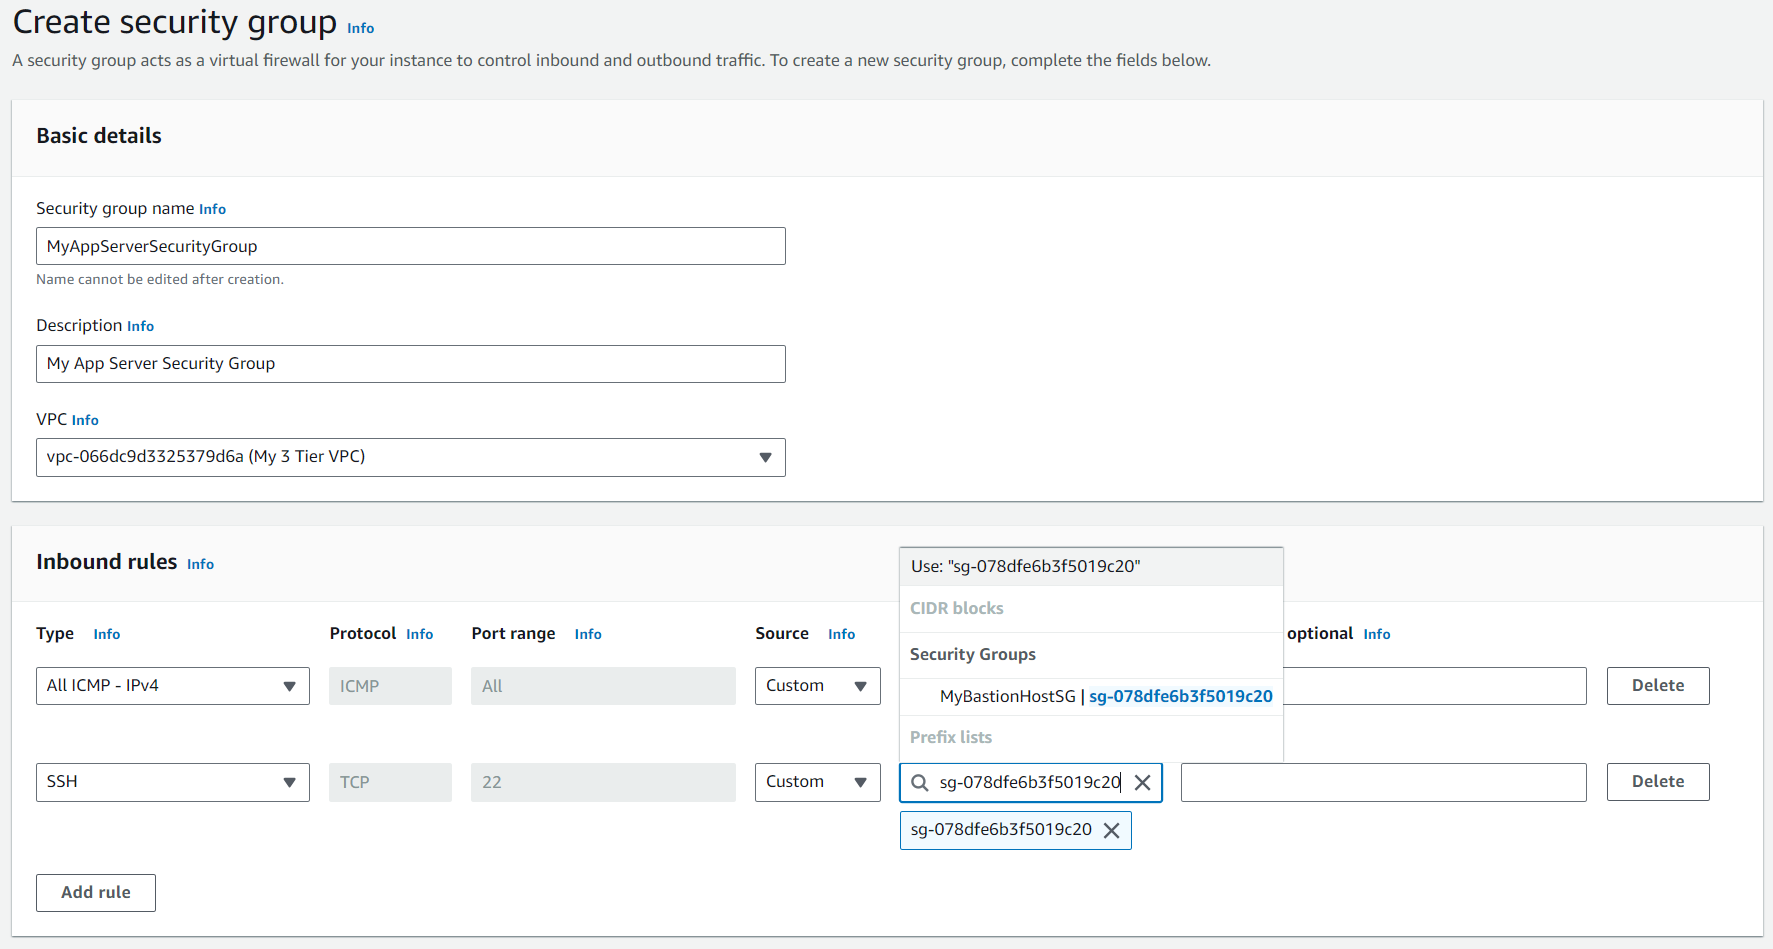 Create security group Info
A security group acts as a virtual firewall for your instance to control inbound and outbound traffic. To create a new security group, complete the fields below.
Basic details
Security group name Info
MyAppServerSecurityGroup
Name cannot be edited after creation.
Description Info
My App Server Security Group
VPC Info
vpc-066dc9d3325379d6a (My 3 Tier VPC)
Inbound rules Info
Use: "sg-078dfe6b3f5019c20"
CIDR blocks
Type Info Protocol Info Port range Info Source Info optional Info
Security Groups
All ICMP - IPv4 ICMP All Custom Delete
MyBastionHostSG | sg-078dfe6b3f5019c20
Prefix lists
SSH TCP 22 Custom sg-078dfe6b3f5019c20 Delete
sg-078dfe6b3f5019c20
Add rule